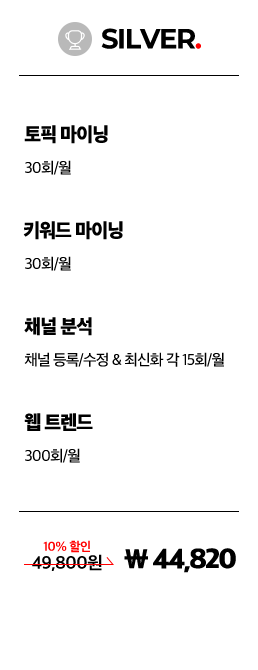 SILVER.
토픽 마이닝
30회/월
키워드 마이닝
30회/월
채널 분석
채널 등록/수정 & 최신화 각 15회/월
웹 트렌드
300회/월
10% 할인
49,800원
₩ 44,820